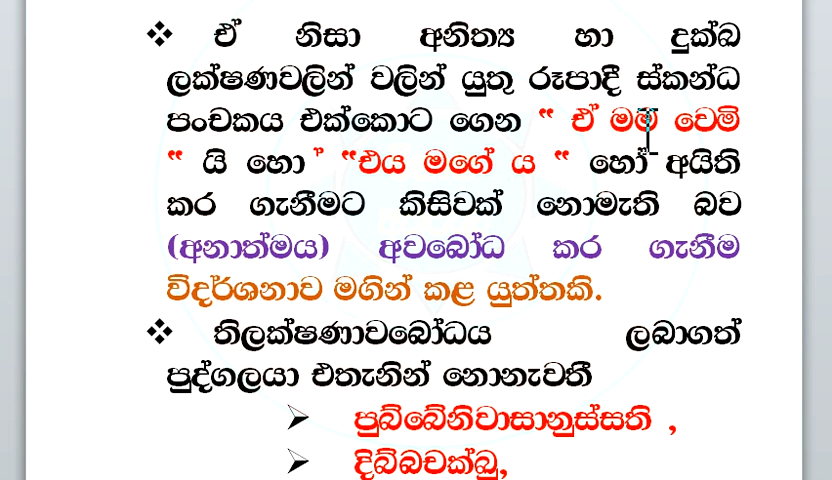 ❖ ඒ නිසා අනිත්‍ය හා දුක්ඛ
ලක්ෂණවලින් වලින් යුතු රූපාදී ස්කන්ධ
පංචකය එක්කොට ගෙන " ඒ මම වෙමි
" යි හො ' "එය මගේ ය " හෝ අයිති
කර ගැනීමට කිසිවක් නොමැති බව
(අනාත්මය) අවබෝධ කර ගැනීම
විදර්ශනාව මගින් කළ යුත්තකි.
❖ තිලක්ෂණාවබෝධය ලබාගත්
පුද්ගලයා එතැනින් නොනැවතී
➢ පුබ්බේනිවාසානුස්සති ,
➢ දිබ්බචක්ඛු,